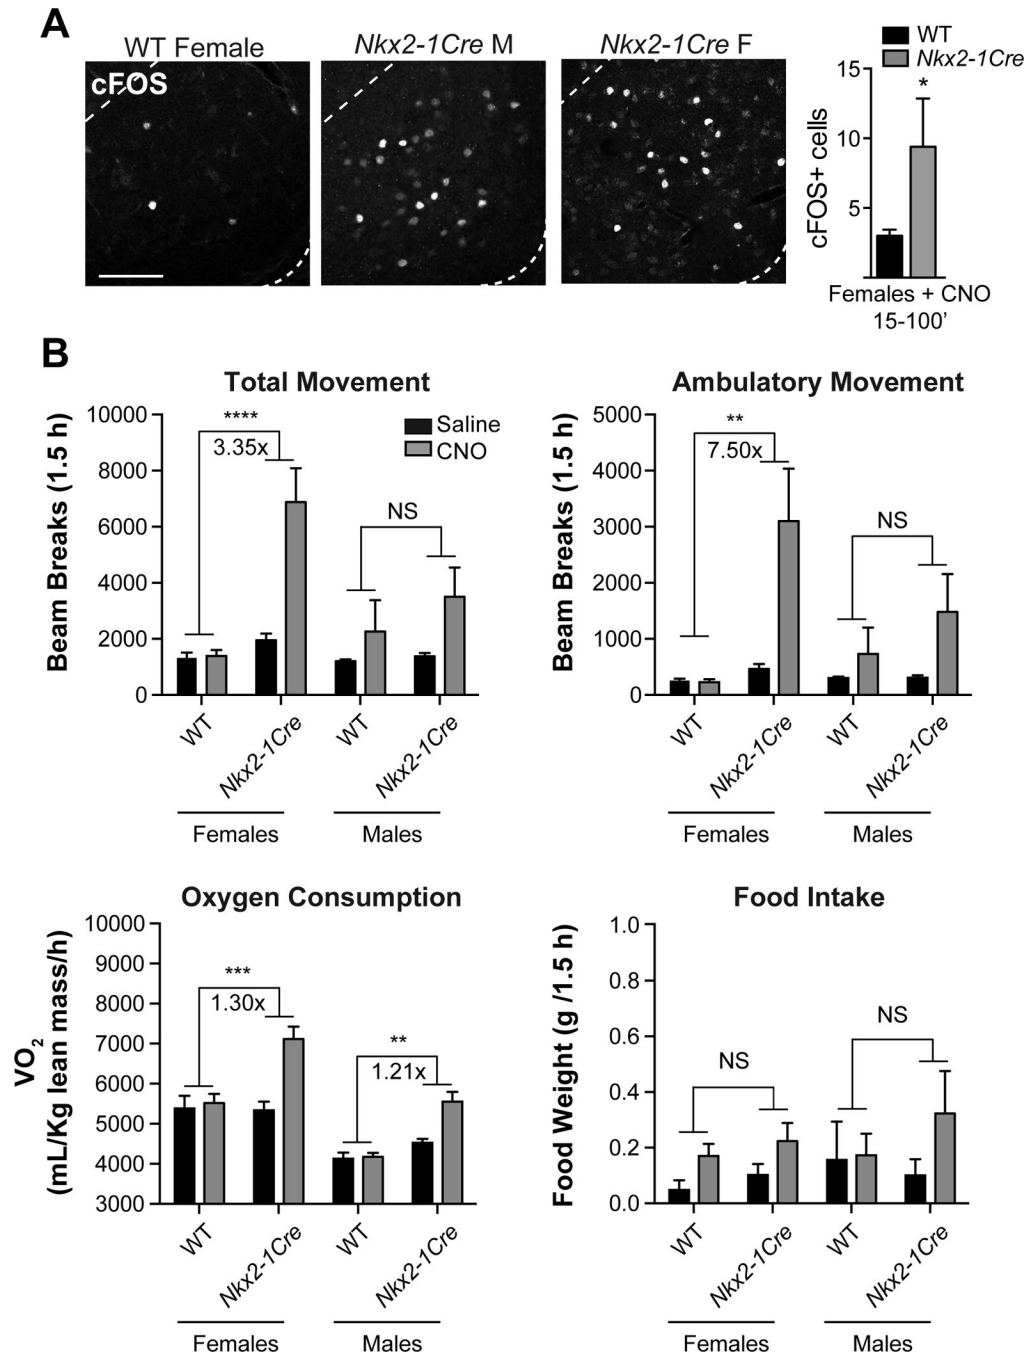 A
WT Female
Nkx2-1Cre M
Nkx2-1Cre F
cFOS
WT
Nkx2-1Cre
cFOS+ cells
15
10
5
*
Females + CNO
15-100’
B
Total Movement
Beam Breaks (1.5 h)
10000
8000
6000
4000
2000
0
****
3.35x
NS
Saline
CNO
WT
Nkx2-1Cre
WT
Nkx2-1Cre
Females
Males
Ambulatory Movement
Beam Breaks (1.5 h)
5000
4000
3000
2000
1000
0
**
7.50x
NS
WT
Nkx2-1Cre
WT
Nkx2-1Cre
Females
Males
Oxygen Consumption
VO2
(mL/Kg lean mass/h)
10000
9000
8000
7000
6000
5000
4000
3000
***
1.30x
**
1.21x
WT
Nkx2-1Cre
WT
Nkx2-1Cre
Females
Males
Food Intake
Food Weight (g /1.5 h)
1.0
0.8
0.6
0.4
0.2
0.0
NS
NS
WT
Nkx2-1Cre
WT
Nkx2-1Cre
Females
Males